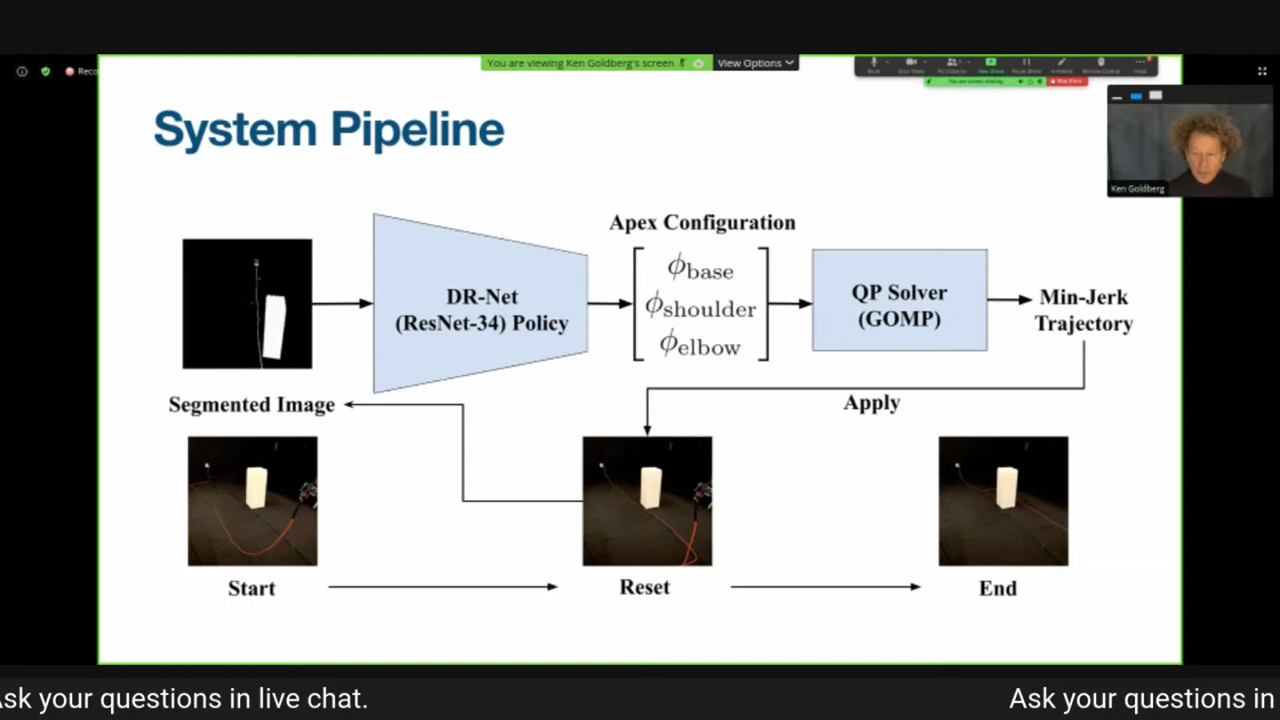 You are viewing Ken Goldberg's screen
View Options
Reco
System Pipeline
Ken Goldberg
Apex Configuration
ϕbase
ϕshoulder
ϕelbow
DR-Net
(ResNet-34) Policy
QP Solver
(GOMP)
Min-Jerk
Trajectory
Segmented Image
Apply
Start
Reset
End
Ask your questions in live chat.
Ask your questions in